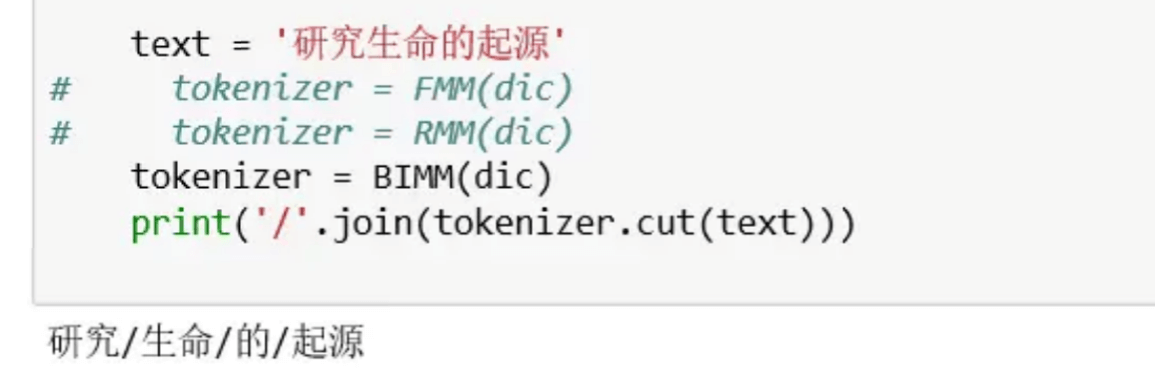 text = '研究生命的起源'
#     tokenizer = FMM(dic)
#     tokenizer = RMM(dic)
tokenizer = BIMM(dic)
print('/'.join(tokenizer.cut(text)))
研究/生命/的/起源